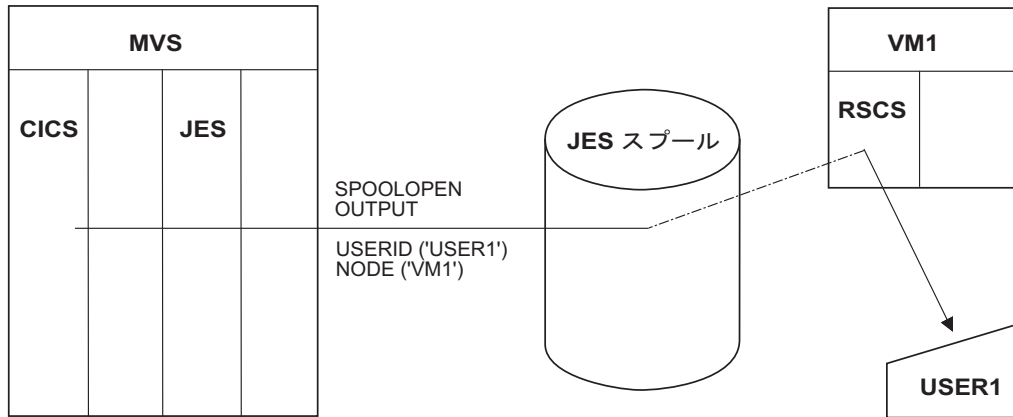 MVS
CICS
JES
SPOOLOPEN
OUTPUT
USERID ('USER1')
NODE ('VM1')
JES スプール
VM1
RSCS
USER1